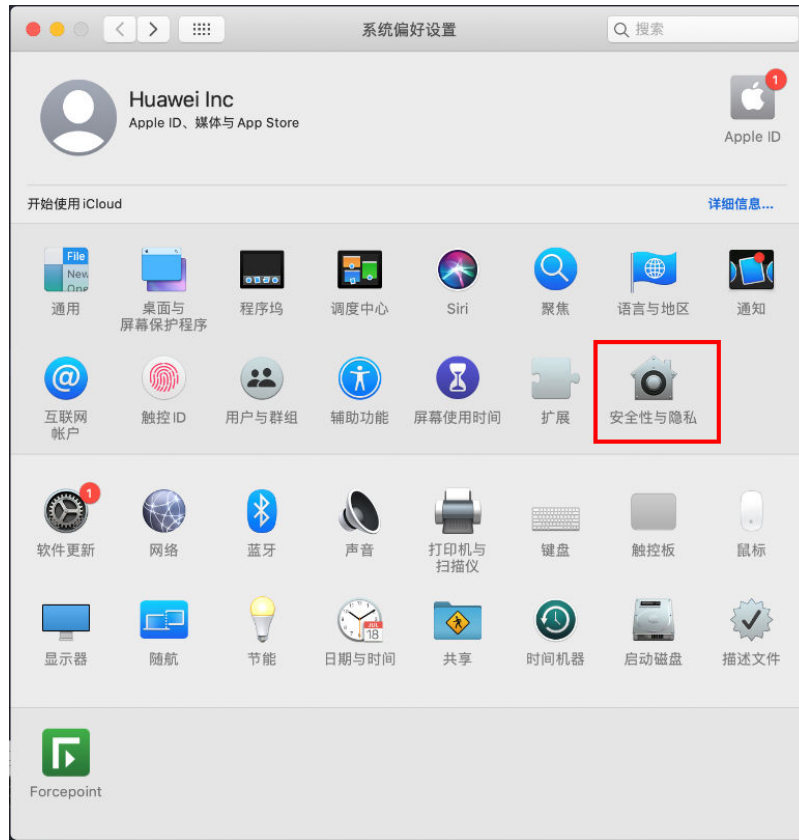 系统偏好设置
搜索
Huawei Inc
Apple ID、媒体与 App Store
1
Apple ID
开始使用 iCloud
详细信息...
File
New
One
通用
桌面与
屏幕保护程序
程序坞
调度中心
Siri
聚焦
语言与地区
通知
@
互联网
帐户
触控 ID
用户与群组
辅助功能
屏幕使用时间
扩展
安全性与隐私
1
软件更新
网络
蓝牙
声音
打印机与
扫描仪
键盘
触控板
鼠标
显示器
随航
节能
JUL
18
日期与时间
共享
时间机器
启动磁盘
描述文件
Forcepoint